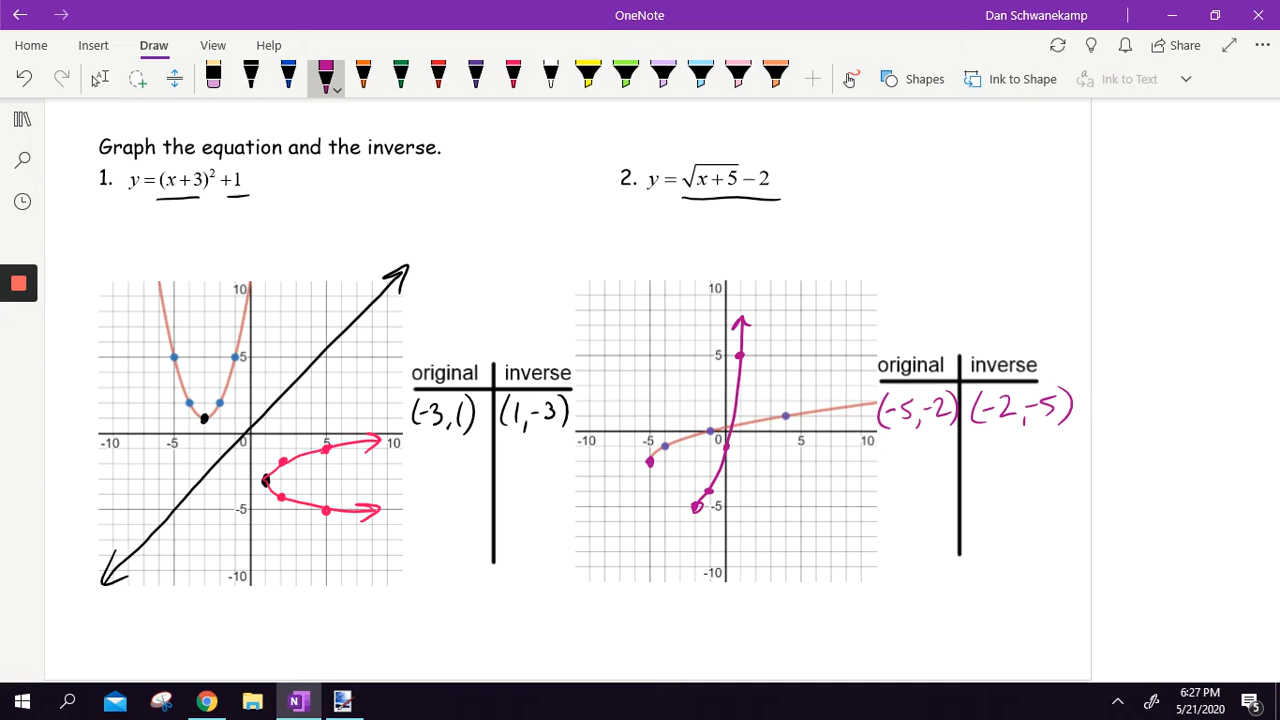 OneNote
Dan Schwanekamp
Home Insert Draw View Help
Share
Shapes Ink to Shape Ink to Text
Graph the equation and the inverse.
1. y = (x+3)² +1
2. y = √x+5 − 2
10
5
-10 -5 0 5 10
-5
-10
original inverse
(-3,1) (1,-3)
10
5
-10 -5 0 5 10
-5
-10
original inverse
(-5,-2) (-2,-5)
6:27 PM
5/21/2020
5